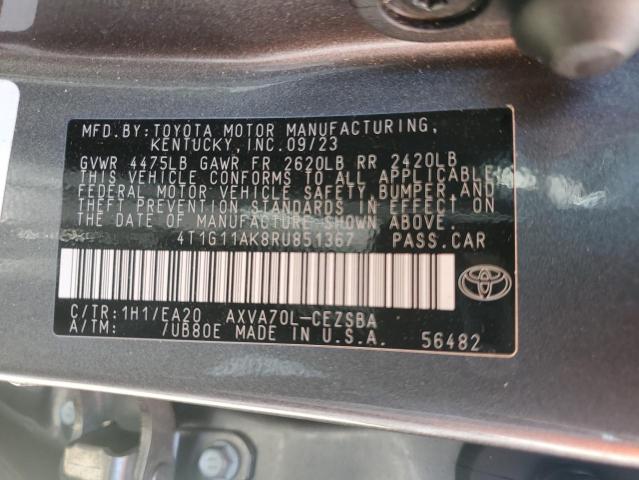 MFD.BY:TOYOTA MOTOR MANUFACTURING,
KENTUCKY, INC. 09/23
GVWR 4475LB GAWR FR 2620LB RR 2420LB
THIS VEHICLE CONFORMS TO ALL APPLICABLE
FEDERAL MOTOR VEHICLE SAFETY, BUMPER AND
THEFT PREVENTION STANDARDS IN EFFECT ON
THE DATE OF MANUFACTURE SHOWN ABOVE.
4T1G11AK8RU851367 PASS.CAR
C/TR:1H1/EA20 AXVA70L-CEZSBA
A/TM: /UB80E MADE IN U.S.A. 56482